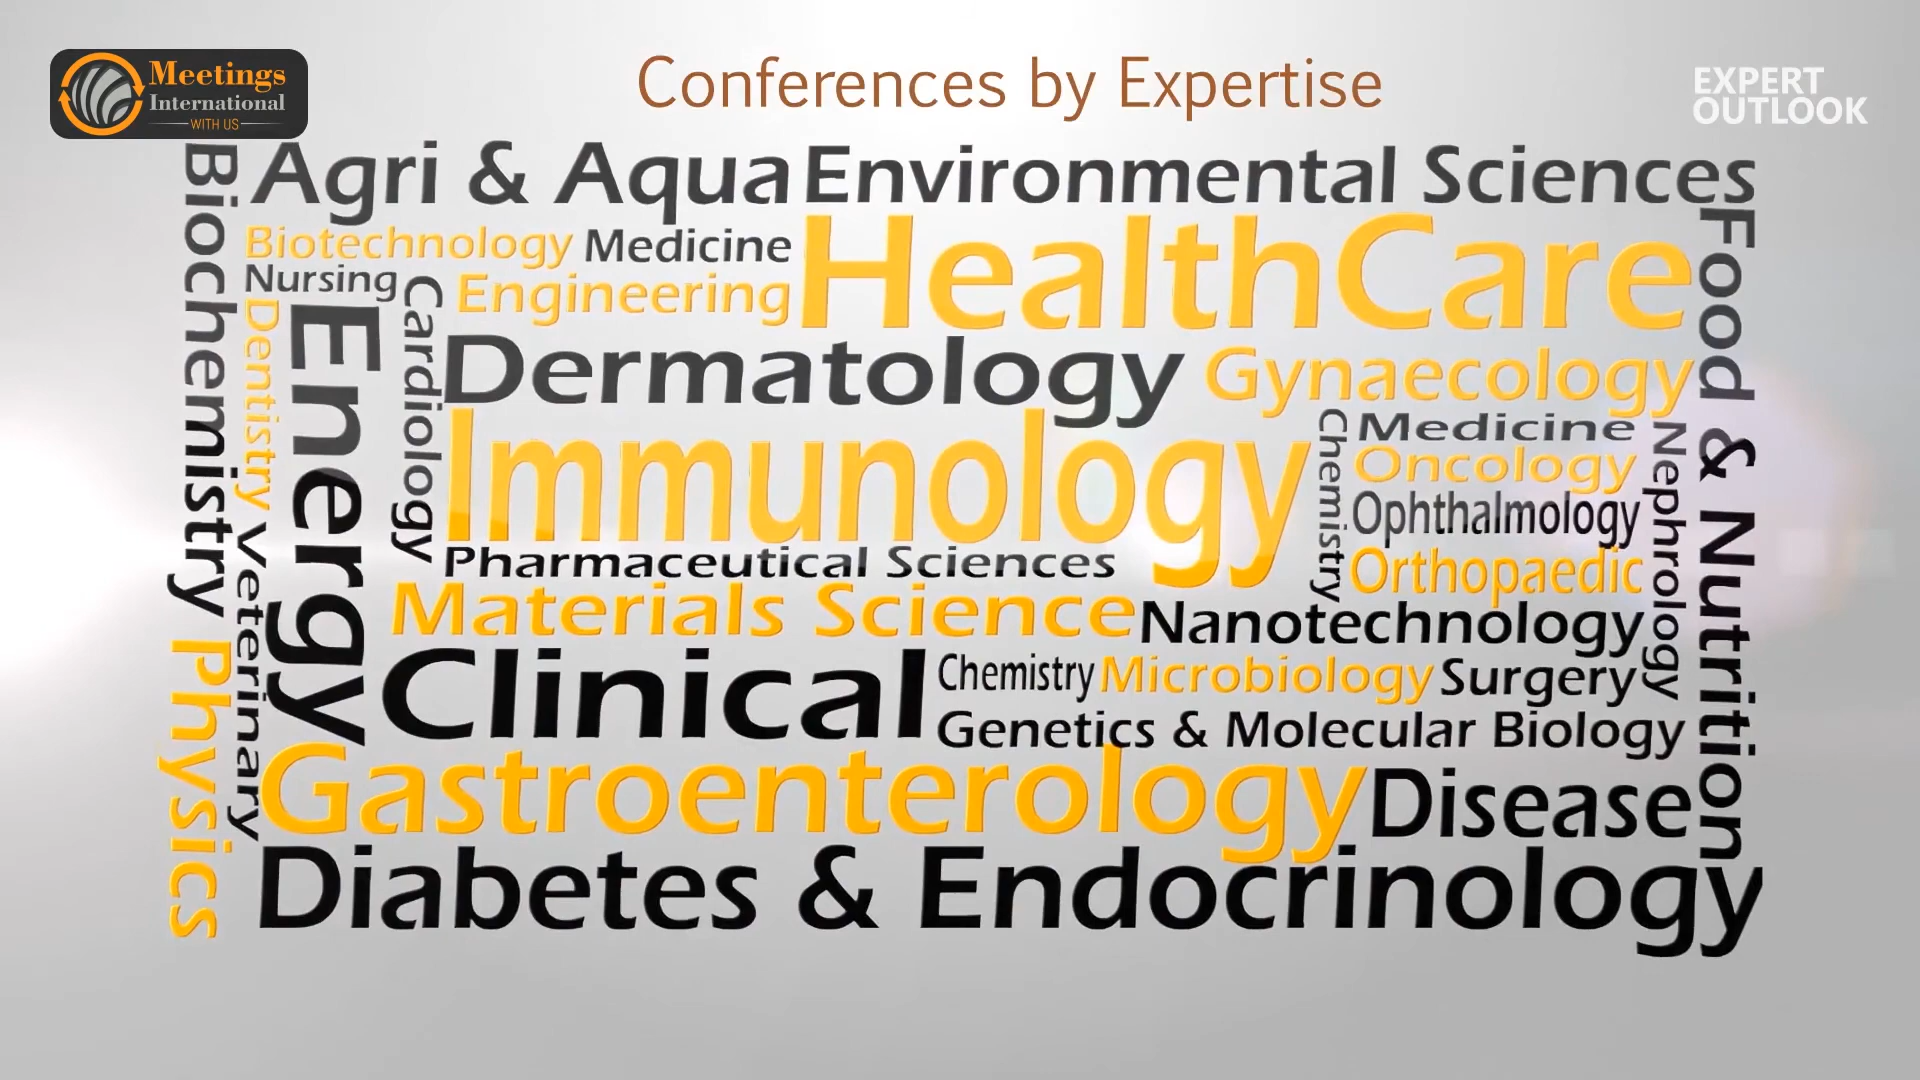 Meetings
International
WITH US
Conferences by Expertise
EXPERT
OUTLOOK
Biochemistry
Agri & Aqua
Environmental Sciences
Food & Nutrition
Biotechnology
Medicine
HealthCare
Nursing
Engineering
Dentistry
Energy
Cardiology
Dermatology
Gynaecology
Immunology
Chemistry
Medicine
Oncology
Ophthalmology
Orthopaedic
Nephrology
Pharmaceutical Sciences
Materials Science
Nanotechnology
Veterinary
Physics
Clinical
Chemistry
Microbiology
Surgery
Genetics & Molecular Biology
Gastroenterology
Disease
Diabetes & Endocrinology